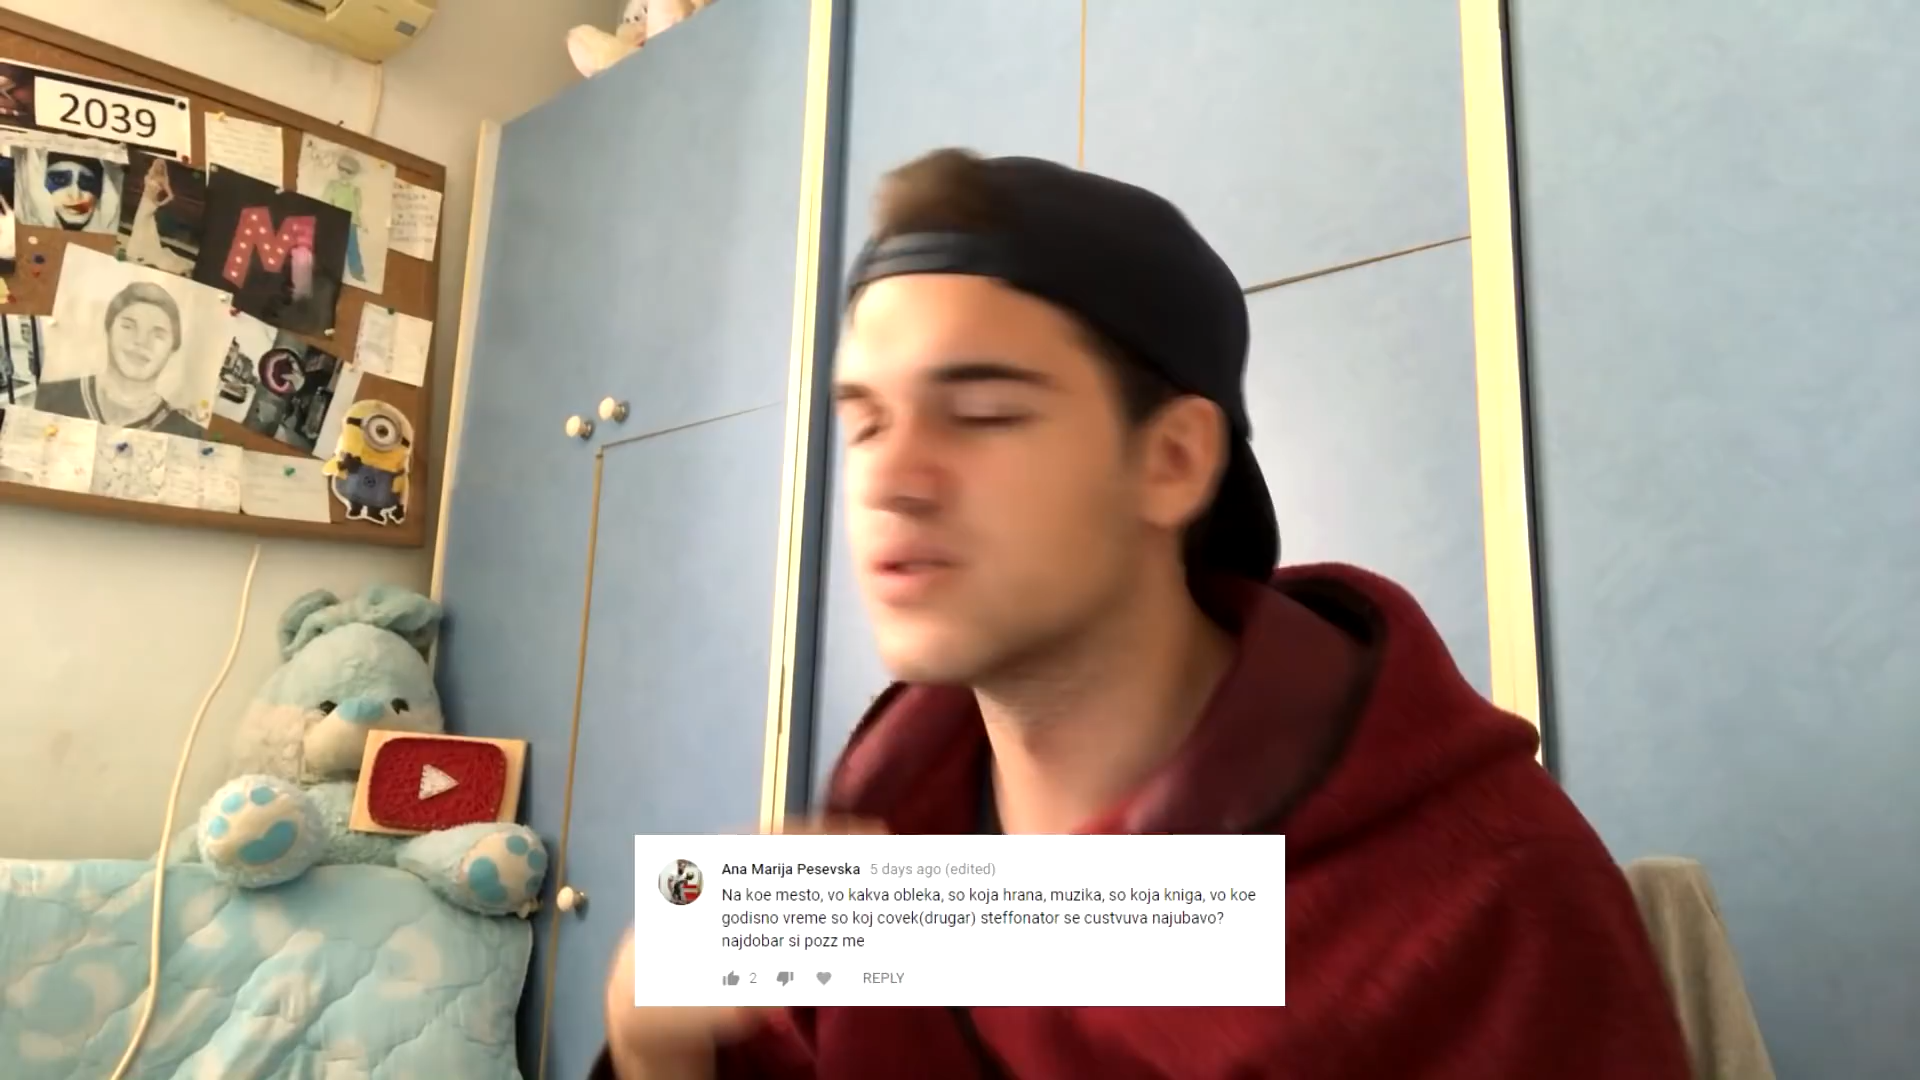 2039
M
Ana Marija Pesevska 5 days ago (edited)
Na koe mesto, vo kakva obleka, so koja hrana, muzika, so koja kniga, vo koe
godisno vreme so koj covek(drugar) steffonator se custvuva najubavo?
najdobar si pozz me
2 REPLY